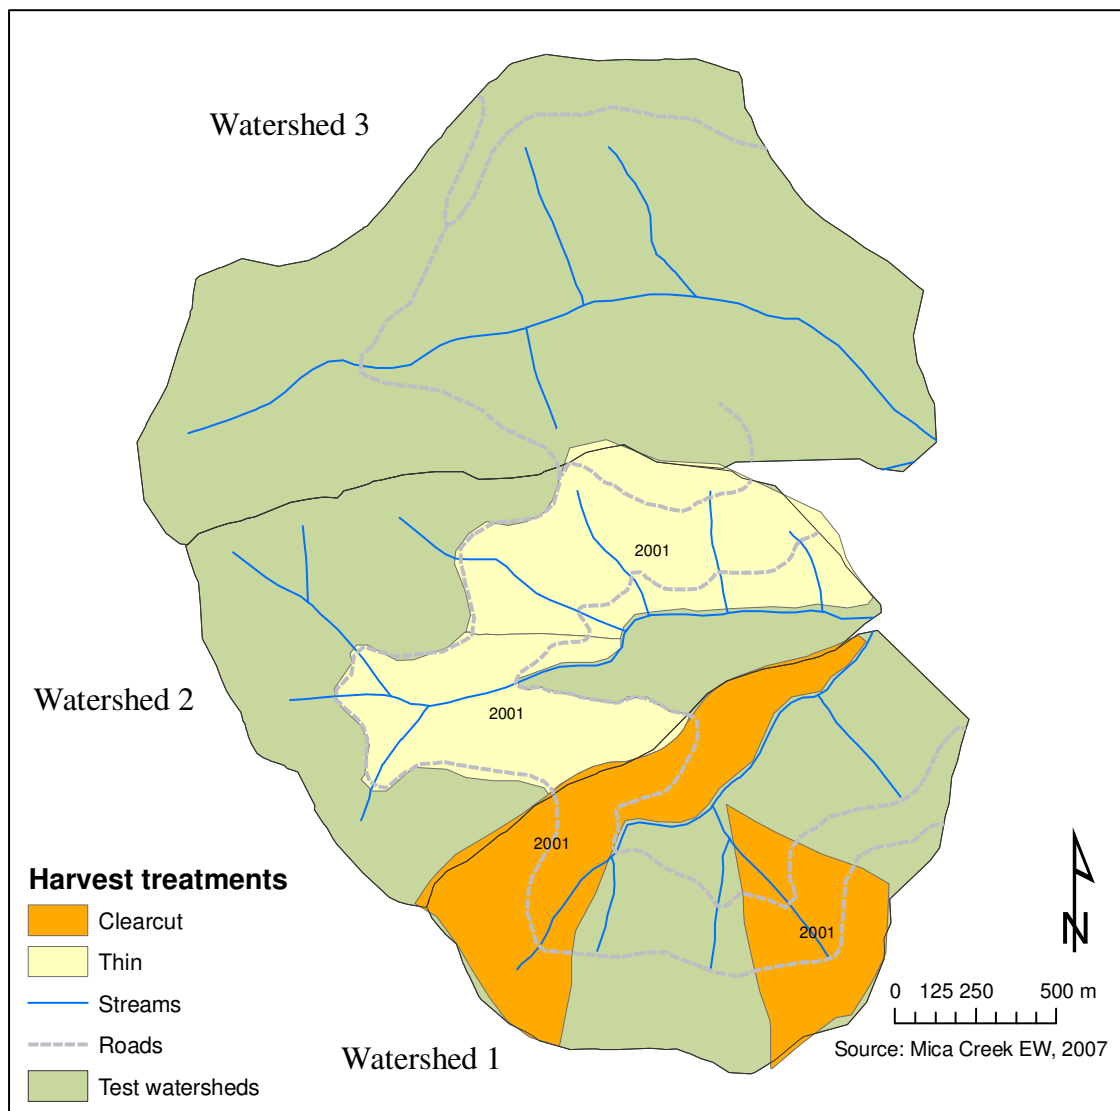 Watershed 3
2001
Watershed 2
2001
2001
2001
Harvest treatments
Clearcut
Thin
Streams
Roads
Test watersheds
Watershed 1
N
0 125 250 500 m
Source: Mica Creek EW, 2007